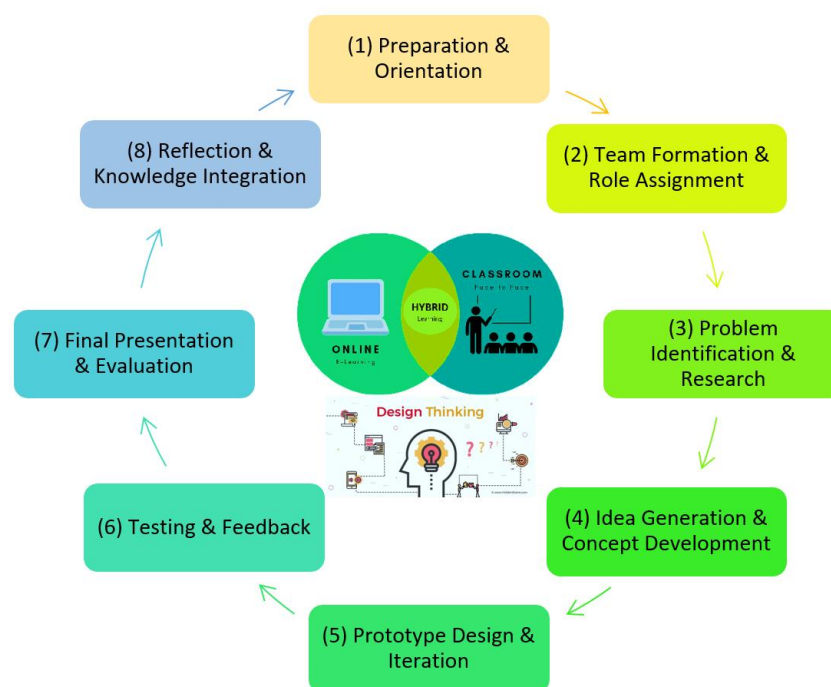 (1) Preparation &
Orientation
(2) Team Formation &
Role Assignment
(3) Problem
Identification &
Research
(4) Idea Generation &
Concept Development
(5) Prototype Design &
Iteration
(6) Testing & Feedback
(7) Final Presentation
& Evaluation
(8) Reflection &
Knowledge Integration
ONLINE
E-Learning
HYBRID
Learning
CLASSROOM
Face to Face
Design Thinking
? ? ? ?